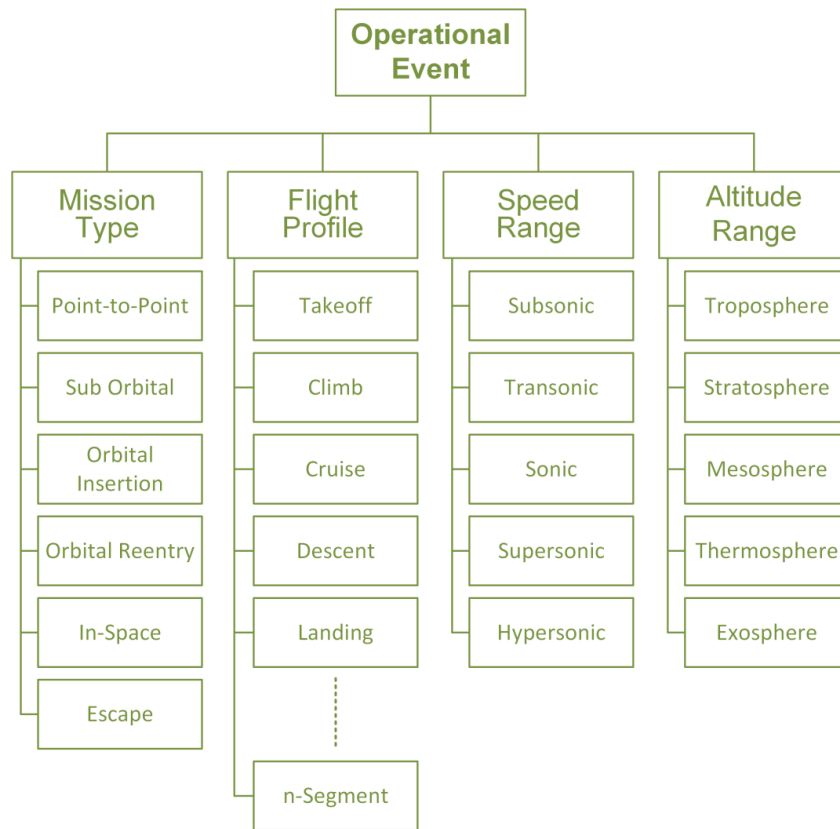 Operational
Event
Mission
Type
Flight
Profile
Speed
Range
Altitude
Range
Point-to-Point
Sub Orbital
Orbital
Insertion
Orbital Reentry
In-Space
Escape
Takeoff
Climb
Cruise
Descent
Landing
n-Segment
Subsonic
Transonic
Sonic
Supersonic
Hypersonic
Troposphere
Stratosphere
Mesosphere
Thermosphere
Exosphere